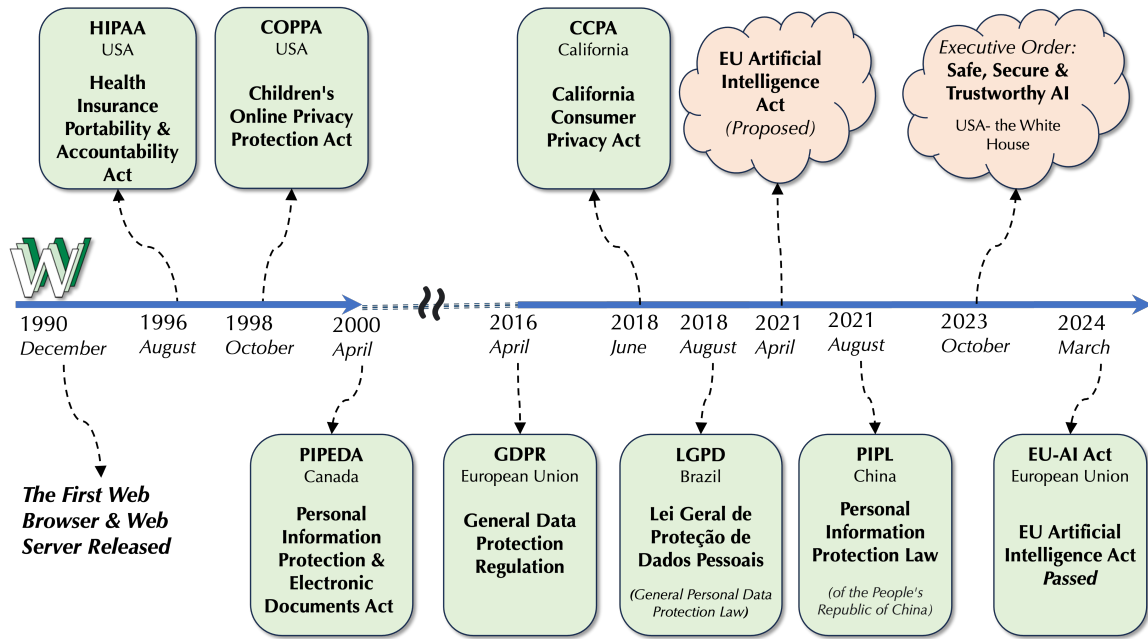 HIPAA
USA
Health
Insurance
Portability &
Accountability
Act
COPPA
USA
Children's
Online Privacy
Protection Act
CCPA
California
California
Consumer
Privacy Act
EU Artificial
Intelligence
Act
(Proposed)
Executive Order:
Safe, Secure &
Trustworthy AI
USA- the White
House
W
1990
December
1996
August
1998
October
2000
April
2016
April
2018
June
2018
August
2021
April
2021
August
2023
October
2024
March
The First Web
Browser & Web
Server Released
PIPEDA
Canada
Personal
Information
Protection &
Electronic
Documents Act
GDPR
European Union
General Data
Protection
Regulation
LGPD
Brazil
Lei Geral de
Proteção de
Dados Pessoais
(General Personal Data
Protection Law)
PIPL
China
Personal
Information
Protection Law
(of the People's
Republic of China)
EU-AI Act
European Union
EU Artificial
Intelligence Act
Passed